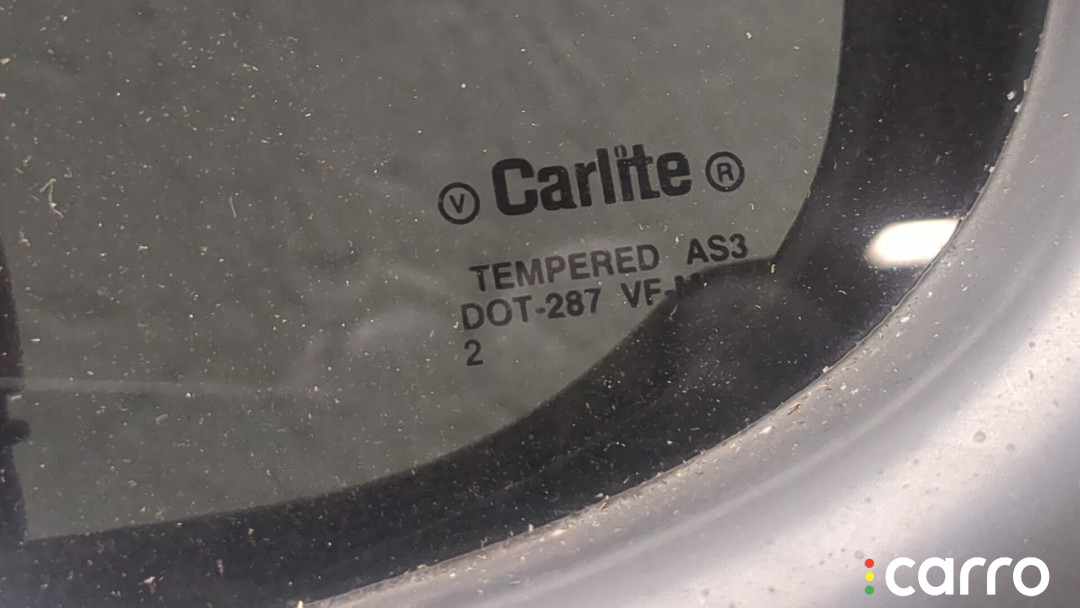 V Carlite ®
TEMPERED AS3
DOT-287
2
carro